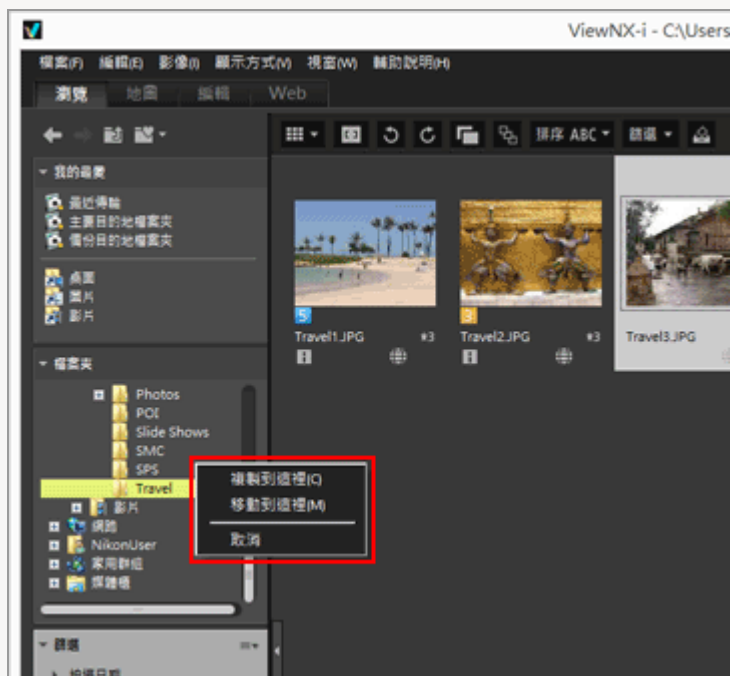 ViewNX-i - C:\Users
檔案(F) 編輯(E) 影像(I) 顯示方式(V) 視窗(W) 輔助說明(H)
瀏覽 地圖 編輯 Web
排序 ABC 篩選
我的最愛
最近傳輸
主要目的地檔案夾
備份目的地檔案夾
桌面
圖片
影片
5 3
Travel1.JPG *3 Travel2.JPG *3 Travel3.JPG
檔案夾
Photos
POI
Slide Shows
SMC
SPS
Travel
複製到這裡(C)
移動到這裡(M)
取消
影片
網路
NikonUser
家用群組
媒體櫃
篩選